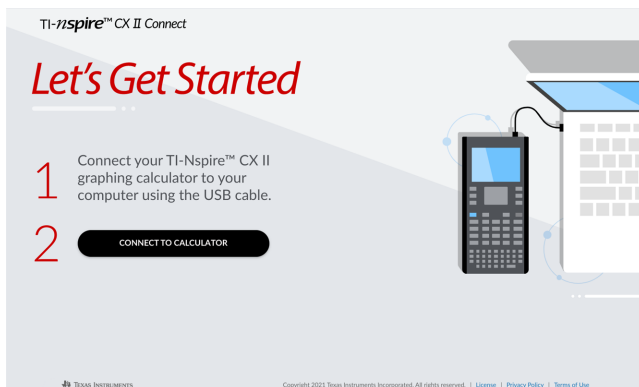 TI-nspire™ CX II Connect
Let's Get Started
1
Connect your TI-Nspire™ CX II
graphing calculator to your
computer using the USB cable.
2
CONNECT TO CALCULATOR
TEXAS INSTRUMENTS
Copyright 2021 Texas Instruments Incorporated. All rights reserved. | License | Privacy Policy | Terms of Use